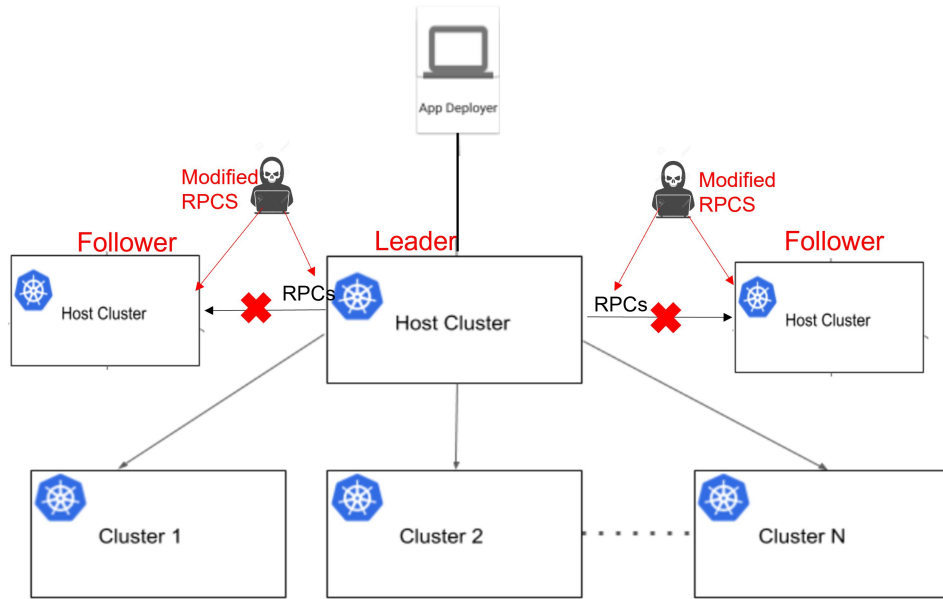 App Deployer
Modified
RPCS
Modified
RPCS
Follower
Leader
Follower
RPCs
RPCs
Host Cluster
Host Cluster
Host Cluster
Cluster 1
Cluster 2
Cluster N